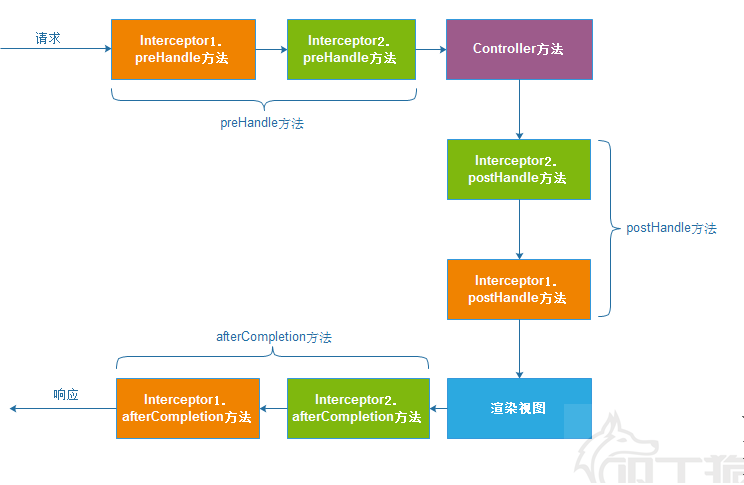 请求
Interceptor1.
preHandle方法
Interceptor2.
preHandle方法
Controller方法
preHandle方法
Interceptor2.
postHandle方法
postHandle方法
Interceptor1.
postHandle方法
afterCompletion方法
响应
Interceptor1.
afterCompletion方法
Interceptor2.
afterCompletion方法
渲染视图